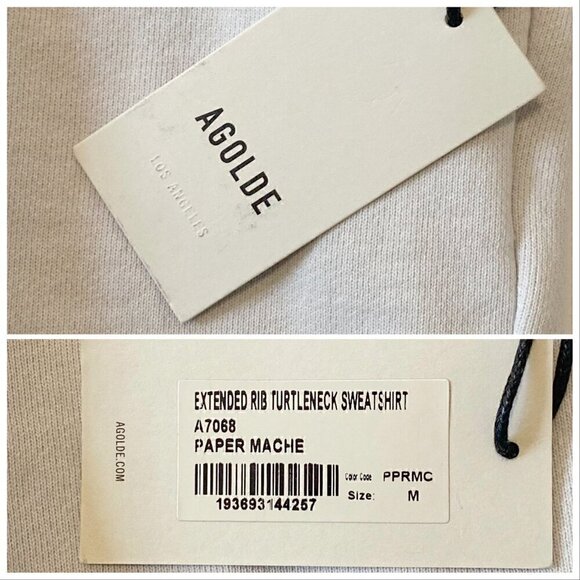 AGOLDE
LOS ANGELES
AGOLDE.COM
EXTENDED RIB TURTLENECK SWEATSHIRT
A7068
PAPER MACHE
Color Code PPRMC
Size: M
193693144257